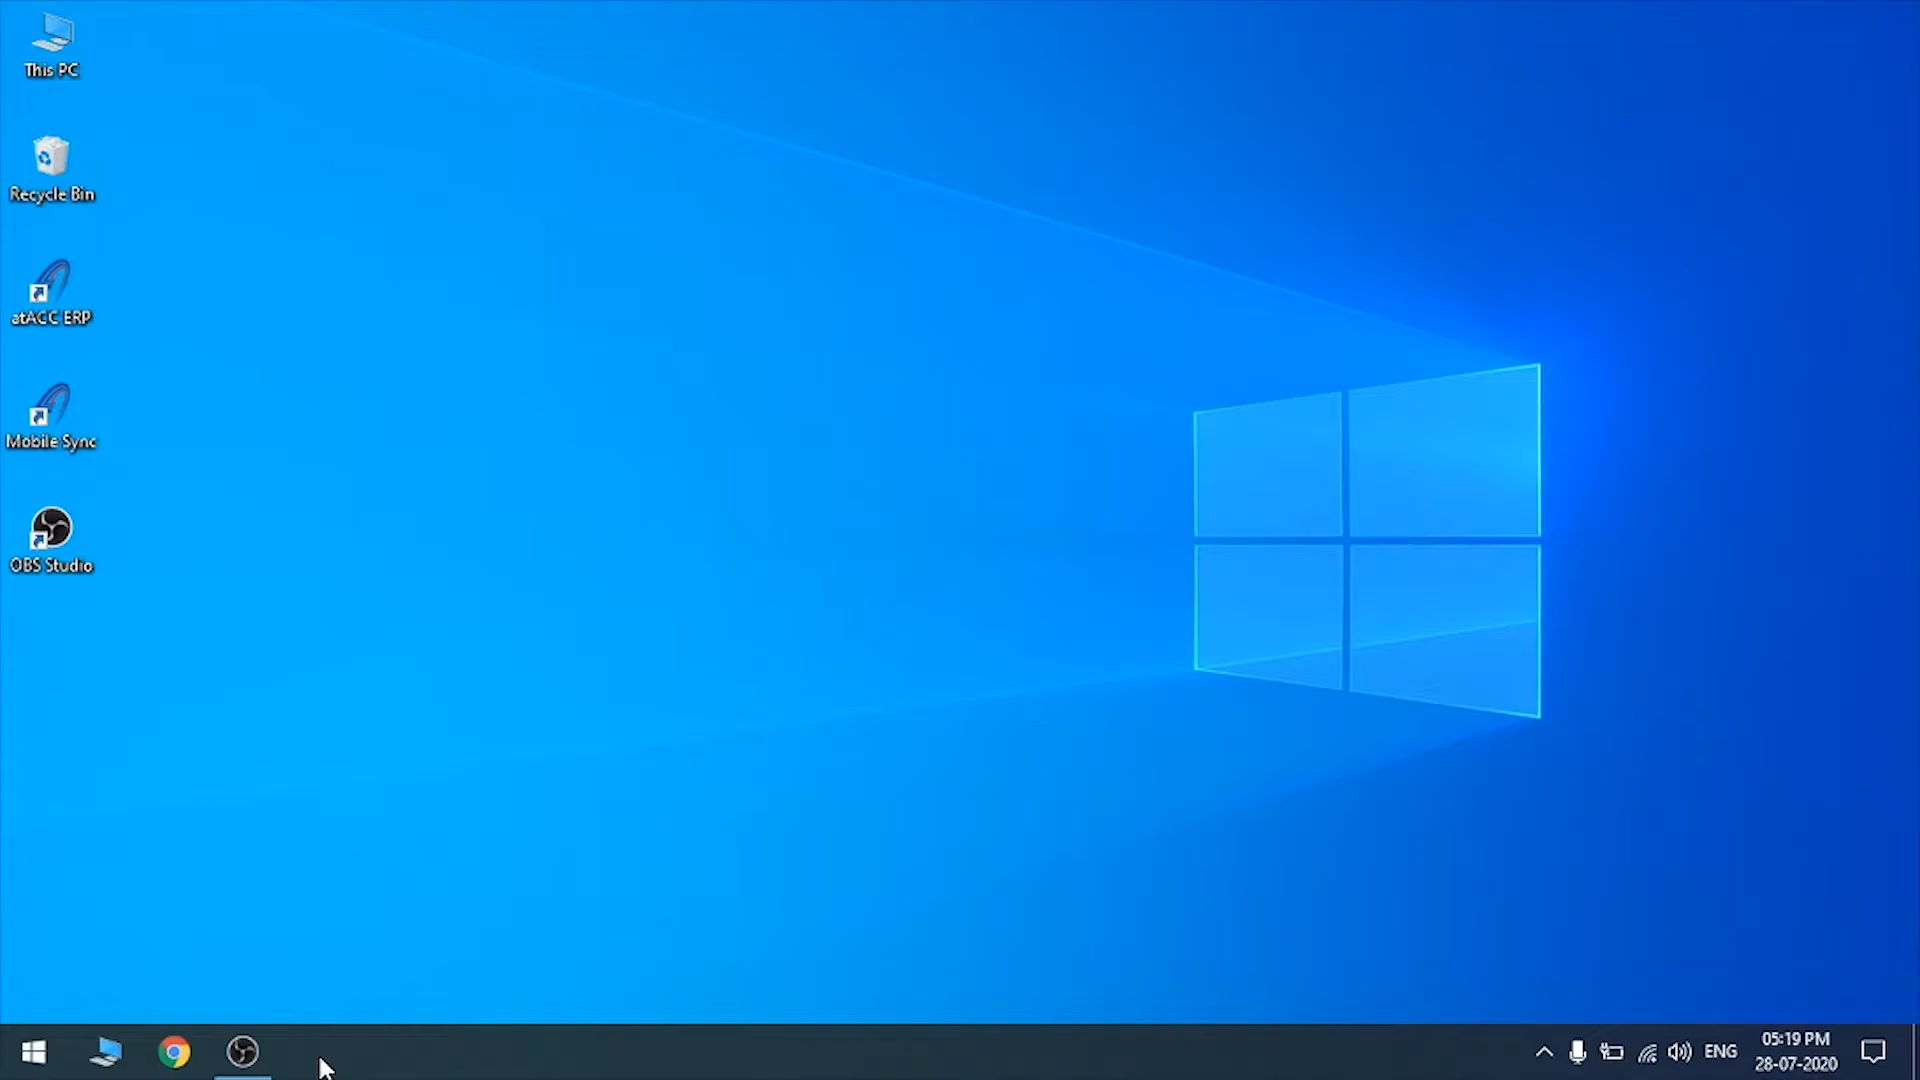 This PC
Recycle Bin
atACC ERP
Mobile Sync
OBS Studio
ENG
05:19 PM
28-07-2020